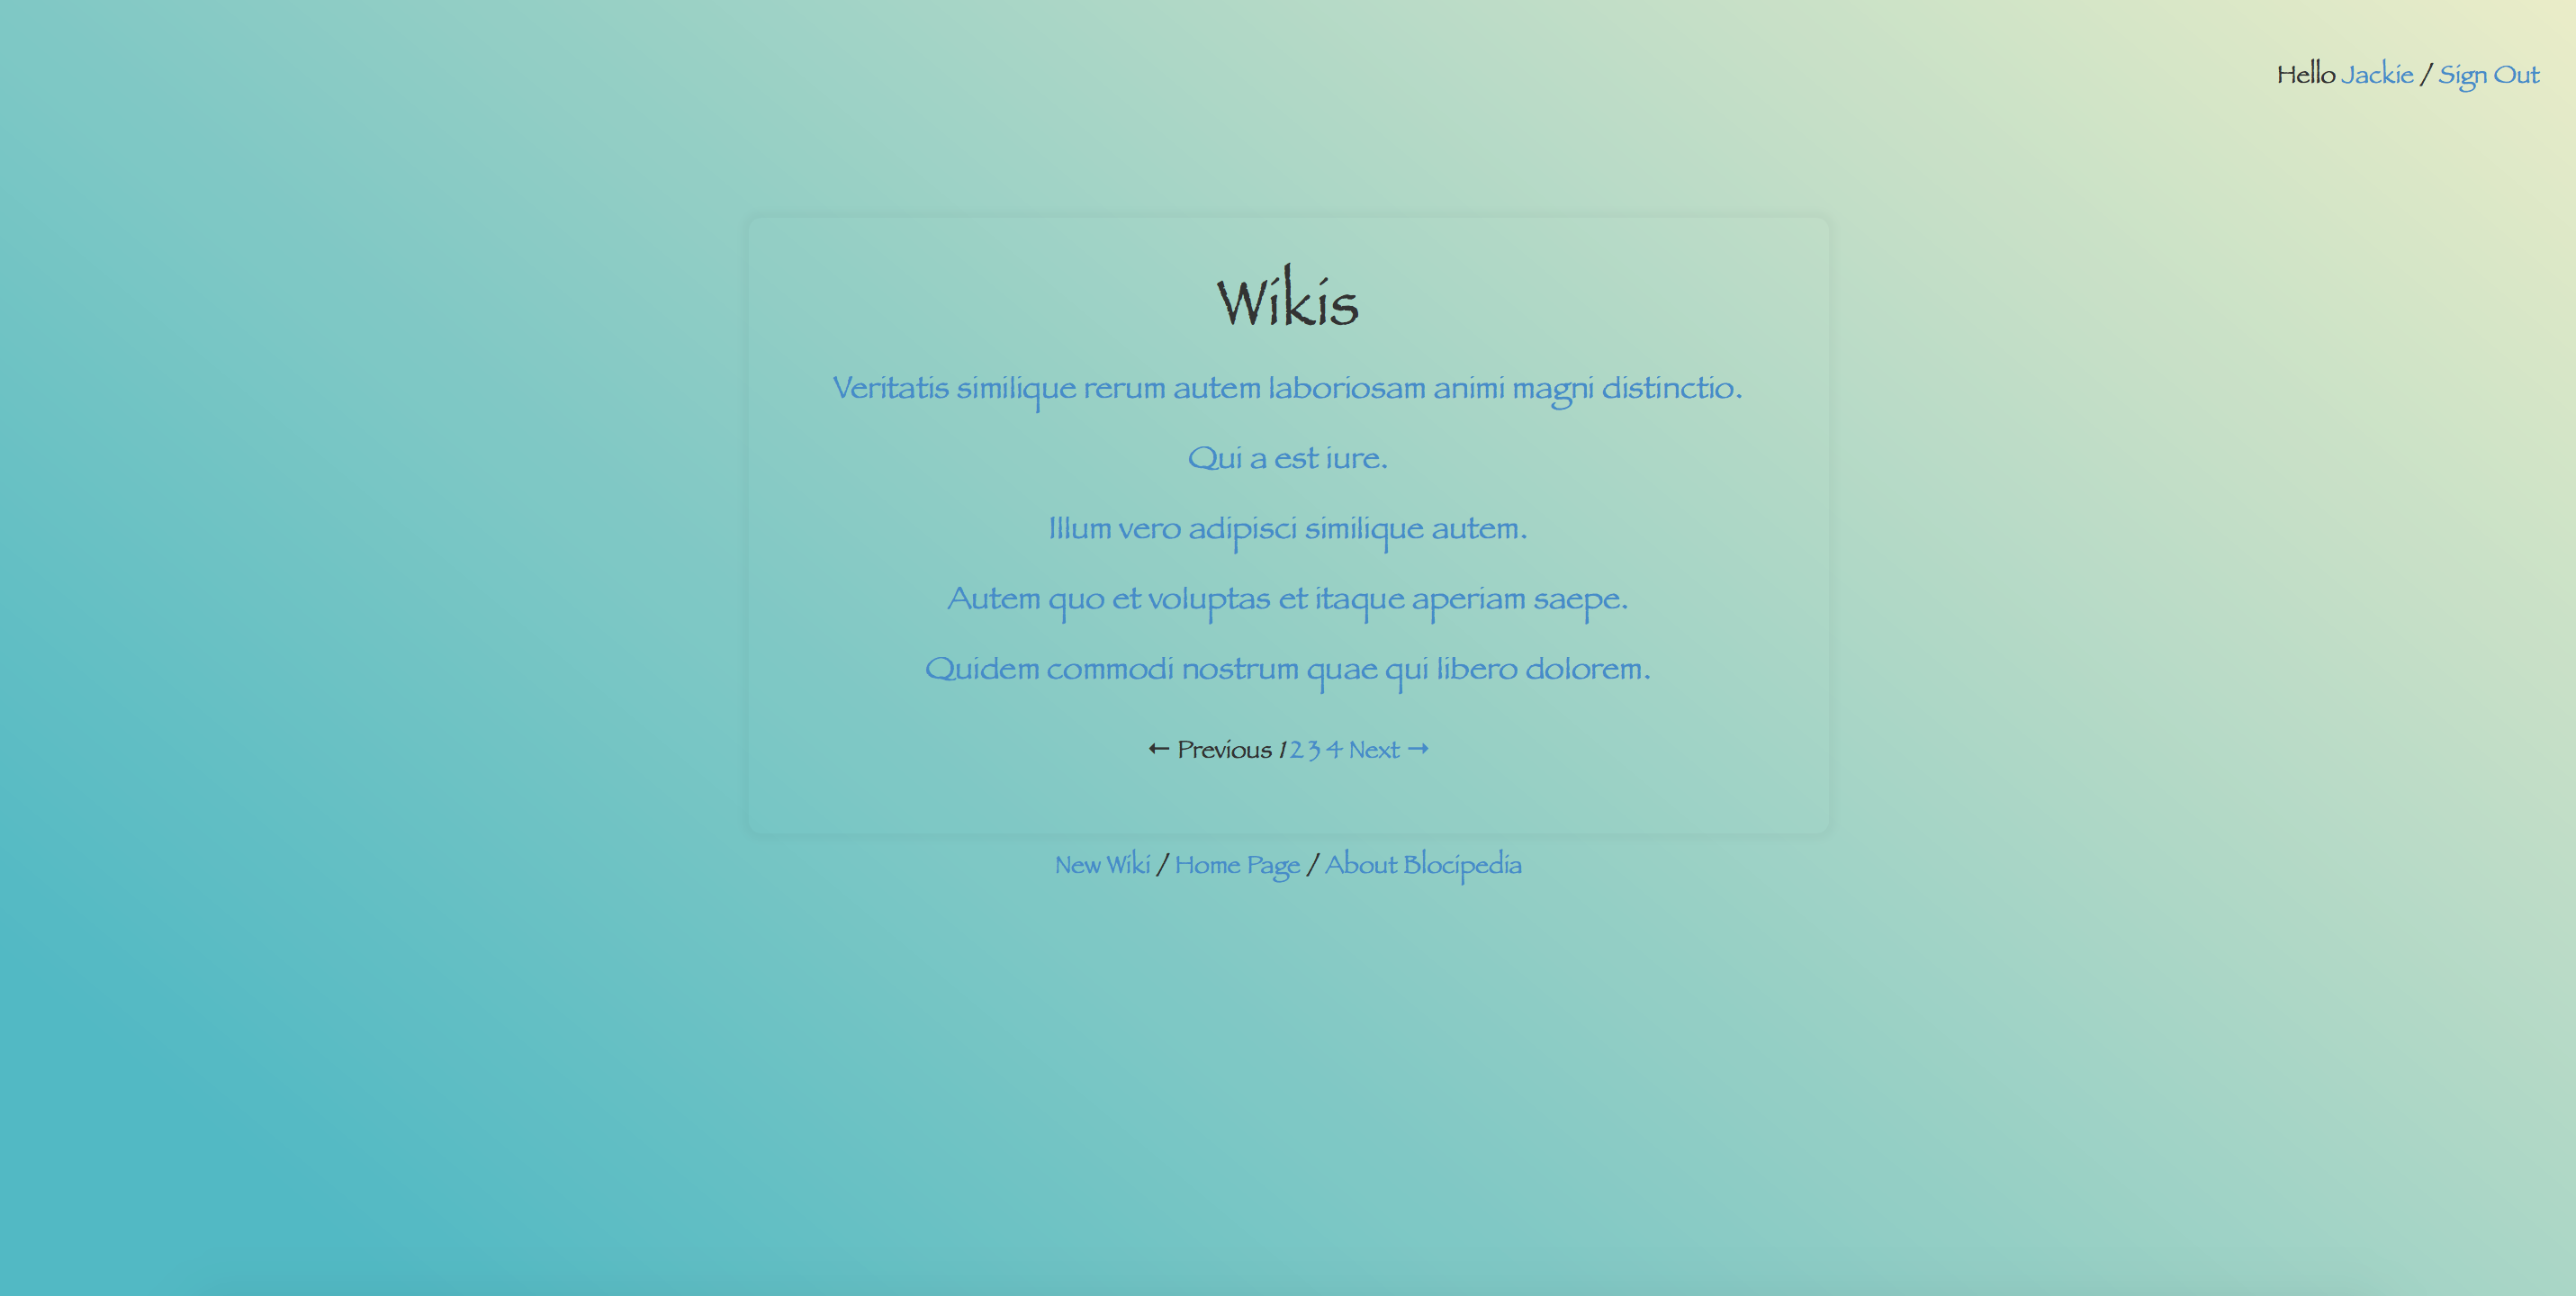 Hello Jackie / Sign Out
Wikis
Veritatis similique rerum autem laboriosam animi magni distinctio.
Qui a est iure.
Illum vero adipisci similique autem.
Autem quo et voluptas et itaque aperiam saepe.
Quidem commodi nostrum quae qui libero dolorem.
← Previous 1 2 3 4 Next →
New Wiki / Home Page / About Blocipedia